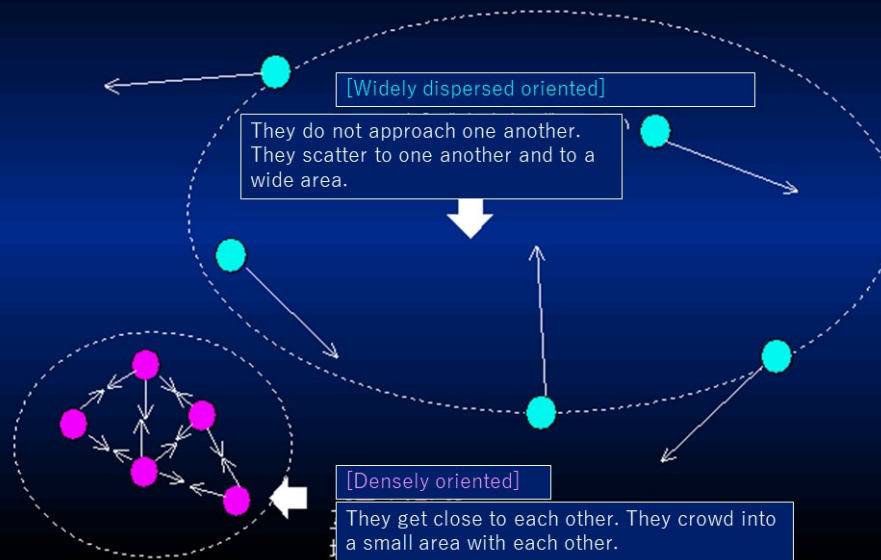 [Widely dispersed oriented]
They do not approach one another.
They scatter to one another and to a
wide area.
[Densely oriented]
They get close to each other. They crowd into
a small area with each other.